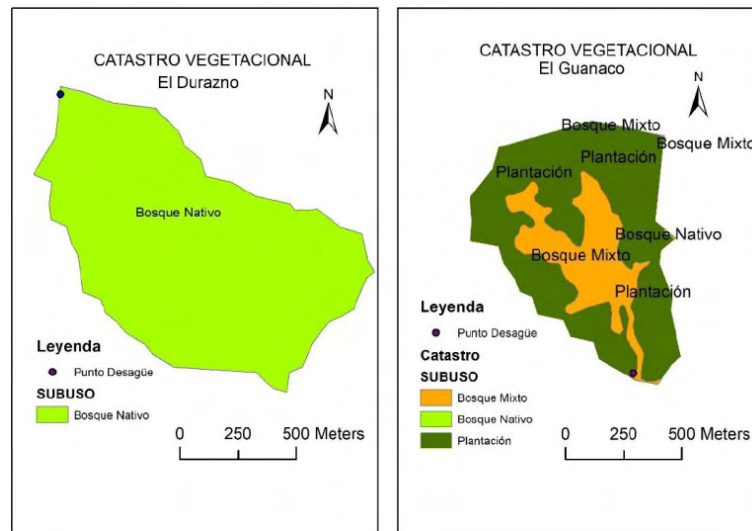 CATASTRO VEGETACIONAL
El Durazno
N
Bosque Nativo
Leyenda
Punto Desagüe
SUBUSO
Bosque Nativo
0 250 500 Meters
CATASTRO VEGETACIONAL
El Guanaco
N
Bosque Mixto
Bosque Mixto
Plantación
Plantación
Bosque Nativo
Bosque Mixto
Plantación
Leyenda
Punto Desagüe
Catastro
SUBUSO
Bosque Mixto
Bosque Nativo
Plantación
0 250 500 Meters